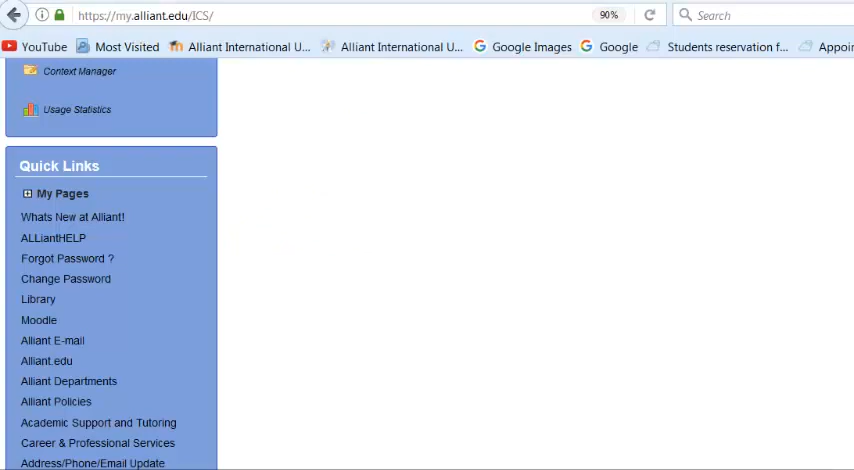 https://my.alliant.edu/ICS/
90%
Search
YouTube
Most Visited
Alliant International U...
Alliant International U...
Google Images
Google
Students reservation f...
Appoin
Context Manager
Usage Statistics
Quick Links
My Pages
Whats New at Alliant!
ALLiantHELP
Forgot Password ?
Change Password
Library
Moodle
Alliant E-mail
Alliant.edu
Alliant Departments
Alliant Policies
Academic Support and Tutoring
Career & Professional Services
Address/Phone/Email Update